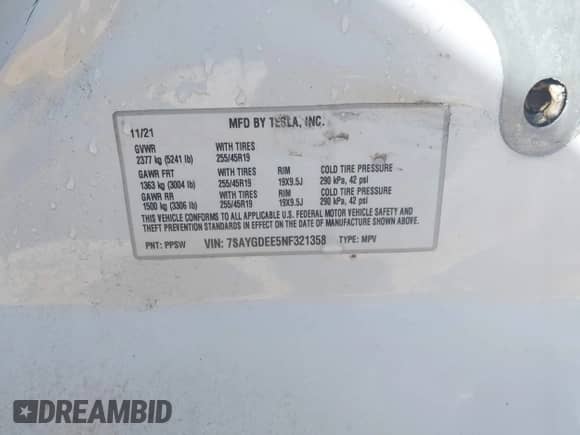 MFD BY TESLA, INC.
11/21
GVWR WITH TIRES
2377 kg (5241 lb) 255/45R19
GAWR FRT WITH TIRES RIM COLD TIRE PRESSURE
1363 kg (3004 lb) 255/45R19 19X9.5J 290 kPa, 42 psi
GAWR RR WITH TIRES RIM COLD TIRE PRESSURE
1500 kg (3306 lb) 255/45R19 19X9.5J 290 kPa, 42 psi
THIS VEHICLE CONFORMS TO ALL APPLICABLE U.S. FEDERAL MOTOR VEHICLE SAFETY AND
THEFT PREVENTION STANDARDS IN EFFECT ON THE DATE OF MANUFACTURE SHOWN ABOVE.
PNT: PPSW VIN: 7SAYGDEE5NF321358 TYPE: MPV
DREAMBID